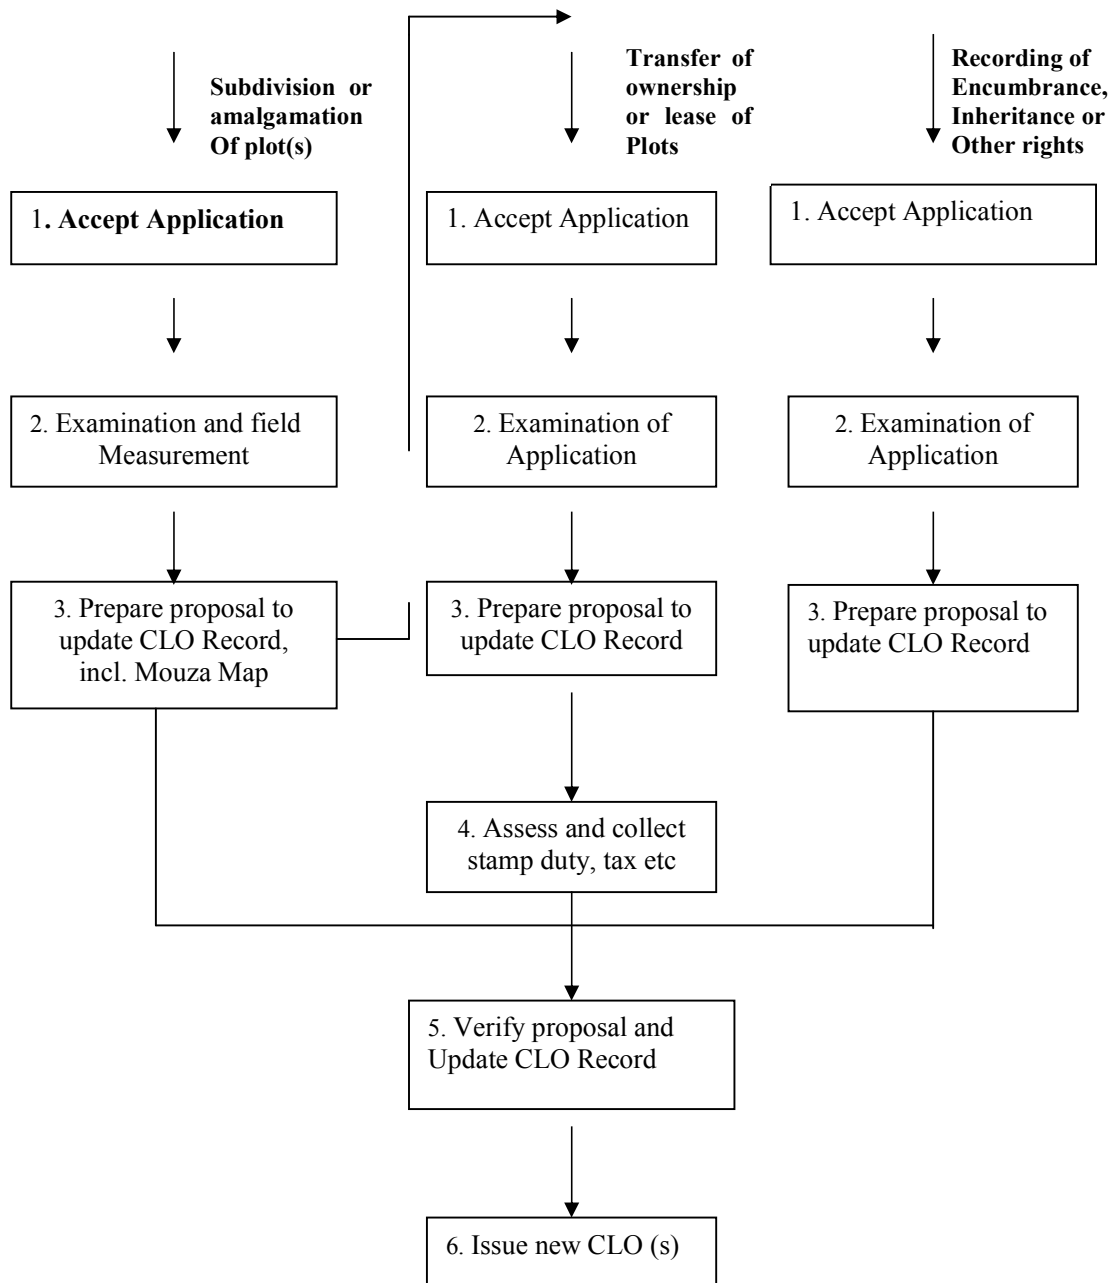 Subdivision or
amalgamation
Of plot(s)
Transfer of
ownership
or lease of
Plots
Recording of
Encumbrance,
Inheritance or
Other rights
1. Accept Application
1. Accept Application
1. Accept Application
2. Examination and field
Measurement
2. Examination of
Application
2. Examination of
Application
3. Prepare proposal to
update CLO Record,
incl. Mouza Map
3. Prepare proposal to
update CLO Record
3. Prepare proposal to
update CLO Record
4. Assess and collect
stamp duty, tax etc
5. Verify proposal and
Update CLO Record
6. Issue new CLO (s)